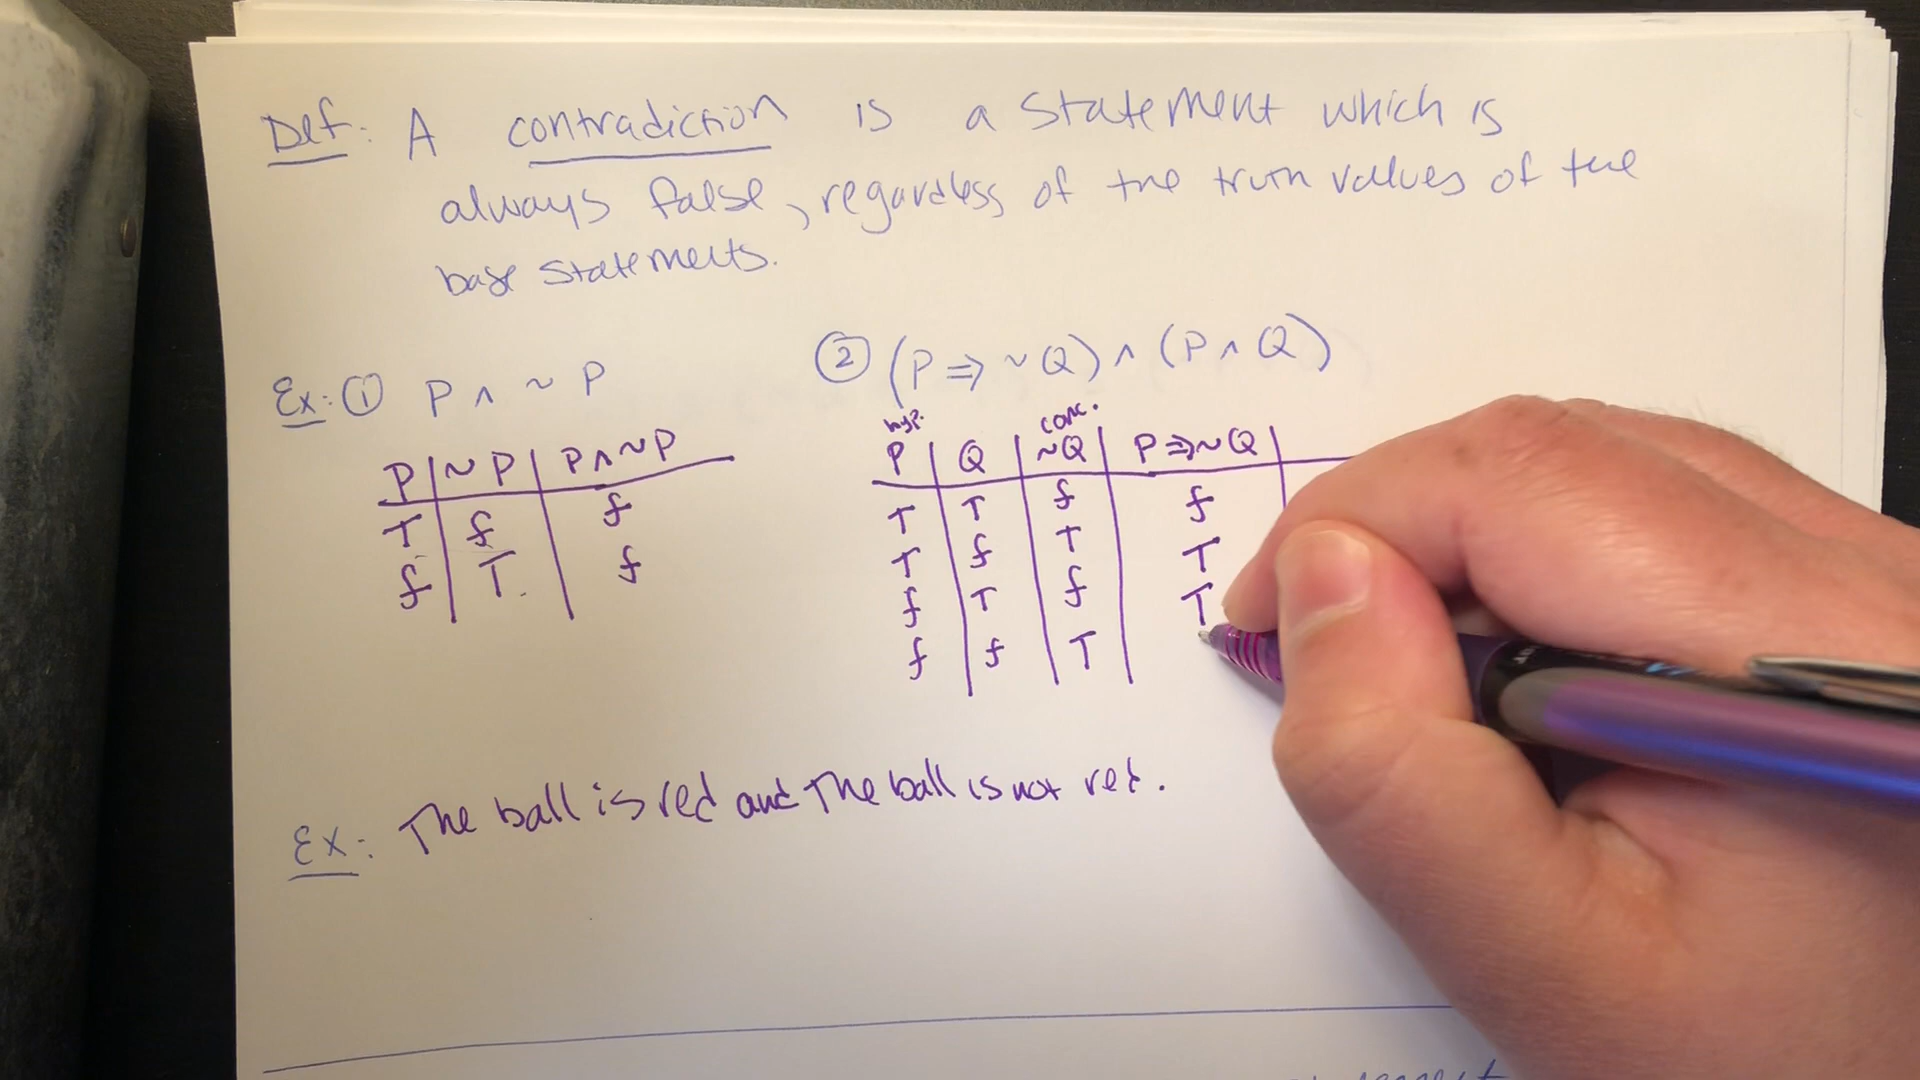 Def: A contradiction is a statement which is
always false, regardless of the truth values of the
base statements.
Ex: ① P ∧ ~ P
P | ~ P | P ∧ ~P
T | f | f
f | T | f
② (P ⇒ ~ Q) ∧ (P ∧ Q)
hyp. conc.
P | Q | ~Q | P ⇒ ~Q |
T | T | f | f
T | f | T | T
f | T | f | T
f | f | T |
Ex: The ball is red and The ball is not red.